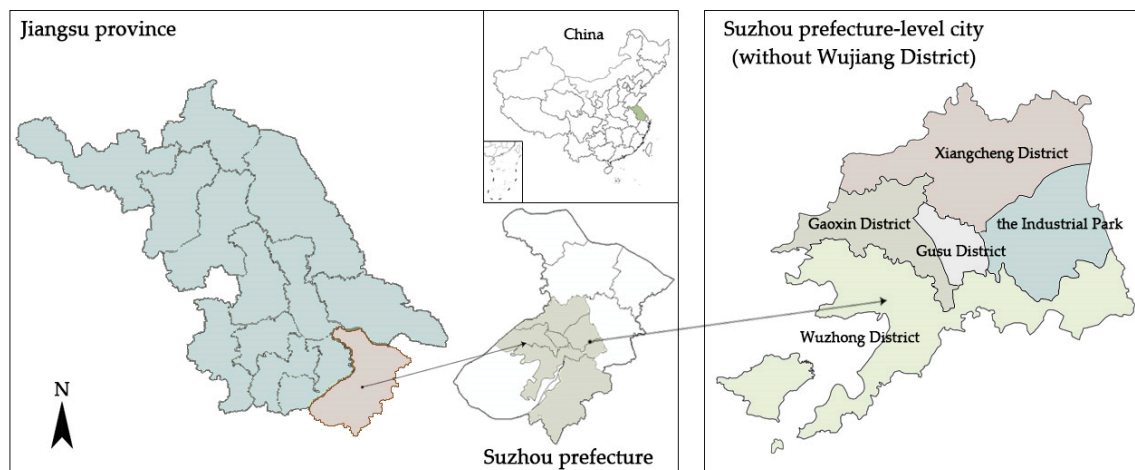 Jiangsu province
China
N
Suzhou prefecture
Suzhou prefecture-level city
(without Wujiang District)
Xiangcheng District
Gaoxin District
the Industrial Park
Gusu District
Wuzhong District